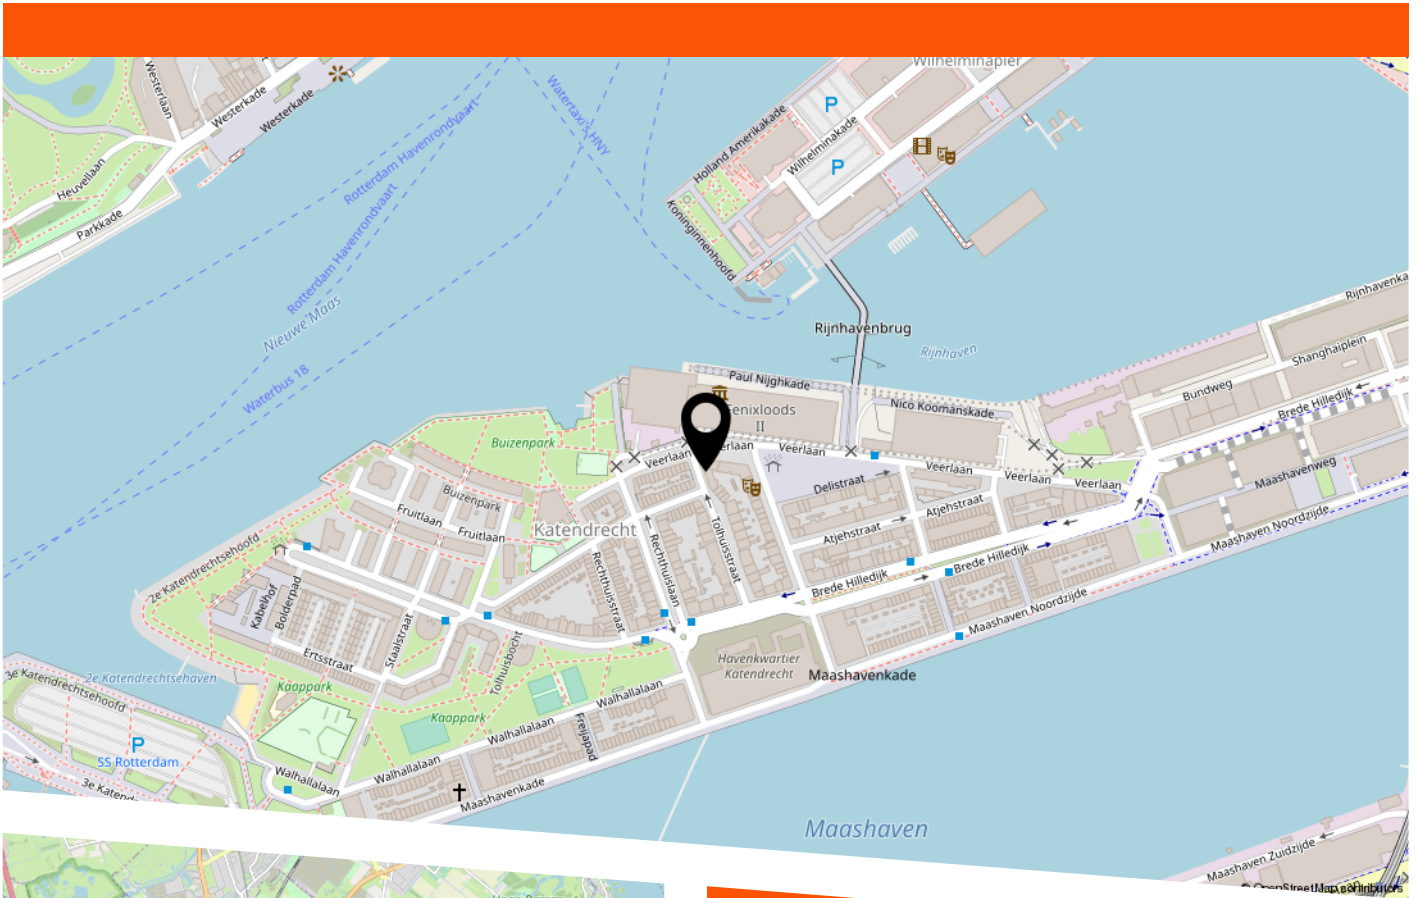 Wilhelminapier
Westerlaan
Westerkade
Westerkade
Watertaxis HNY
Rotterdam Havenrondvaart
Holland Amerikakade
P
Wilhelminakade
P
Heuvellaan
Parkkade
Koninginnenhoofd
Rotterdam Havenrondvaart
Nieuwe Maas
Rijnhavenbrug
Rijnhaven
Shanghaiplein
Waterbus 18
Paul Nijghkade
Bundweg
Nico Koomanskade
Brede Hilledijk
Fenixloods
II
Buizenpark
Veerlaan
Veerlaan
Veerlaan
Veerlaan
Veerlaan
Maashavenweg
Delistraat
Buizenpark
Fruitlaan
Fruitlaan
Katendrecht
Atjehstraat
Atjehstraat
Maashaven Noordzijde
2e Katendrechtsehoofd
Rechthuislaan
Tolhuisstraat
Rechthuisstraat
Brede Hilledijk
Brede Hilledijk
Kabelhof
Bolderpad
Staalstraat
Maashaven Noordzijde
Ertsstraat
Tolhuisbocht
Havenkwartier
Katendrecht
Maashavenkade
2e Katendrechtsehaven
3e Katendrechtsehoofd
Kaappark
Kaappark
Walhallalaan
Walhallalaan
Freijapad
P
SS Rotterdam
Walhallalaan
Walhallalaan
Maashavenkade
Maashaven
Maashaven Zuidzijde
© OpenStreetMap contributors